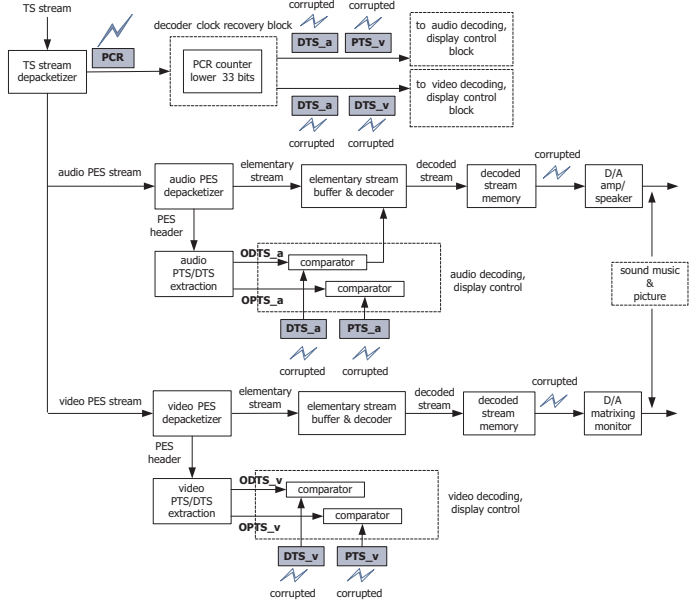 TS stream
TS stream
depacketizer
corrupted
PCR
decoder clock recovery block
PCR counter
lower 33 bits
corrupted
corrupted
DTS_a
PTS_v
to audio decoding,
display control
block
to video decoding,
display control
block
DTS_a
DTS_v
corrupted
corrupted
audio PES stream
audio PES
depacketizer
elementary
stream
elementary stream
buffer & decoder
decoded
stream
decoded
stream
memory
corrupted
D/A
amp/
speaker
PES
header
audio
PTS/DTS
extraction
ODTS_a
OPTS_a
comparator
comparator
audio decoding,
display control
DTS_a
PTS_a
corrupted
corrupted
sound music
&
picture
video PES stream
video PES
depacketizer
elementary
stream
elementary stream
buffer & decoder
decoded
stream
decoded
stream
memory
corrupted
D/A
matrixing
monitor
PES
header
video
PTS/DTS
extraction
ODTS_v
OPTS_v
comparator
comparator
video decoding,
display control
DTS_v
PTS_v
corrupted
corrupted